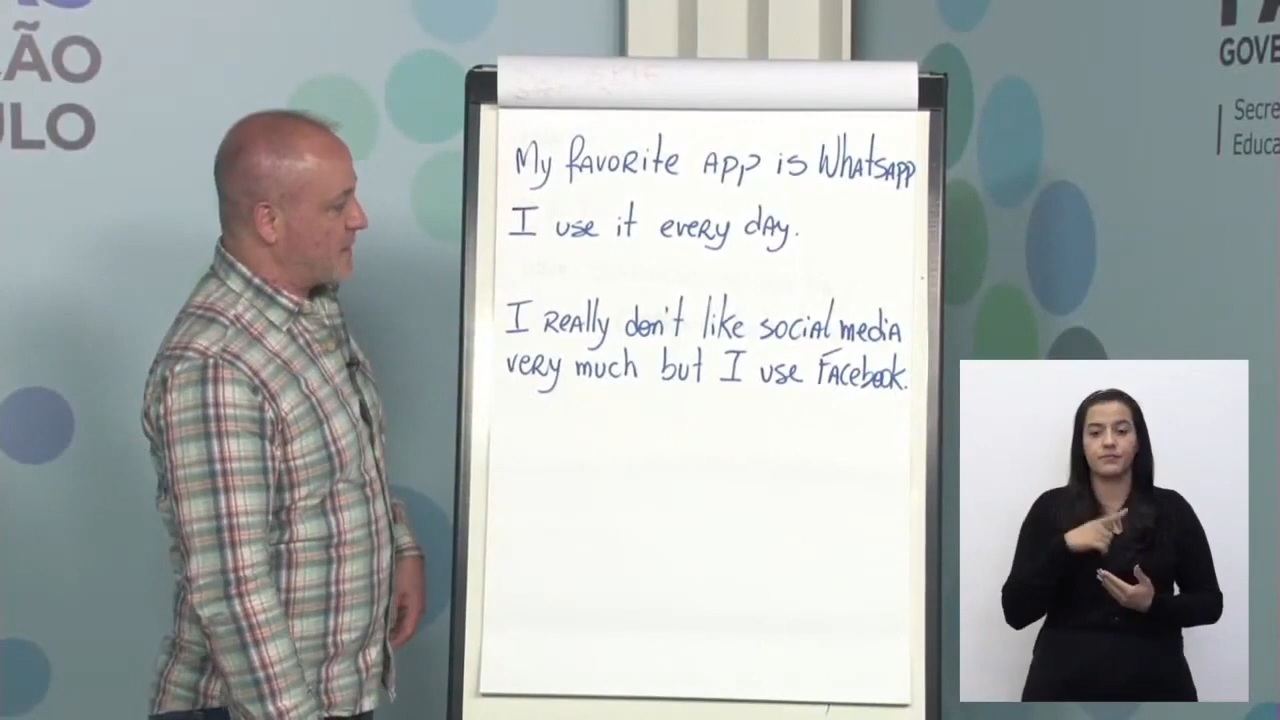 ÇÃO
ULO
GOVE
Secre
Educa
My favorite app is Whatsapp
I use it every day.
I really don't like social media
very much but I use Facebook.